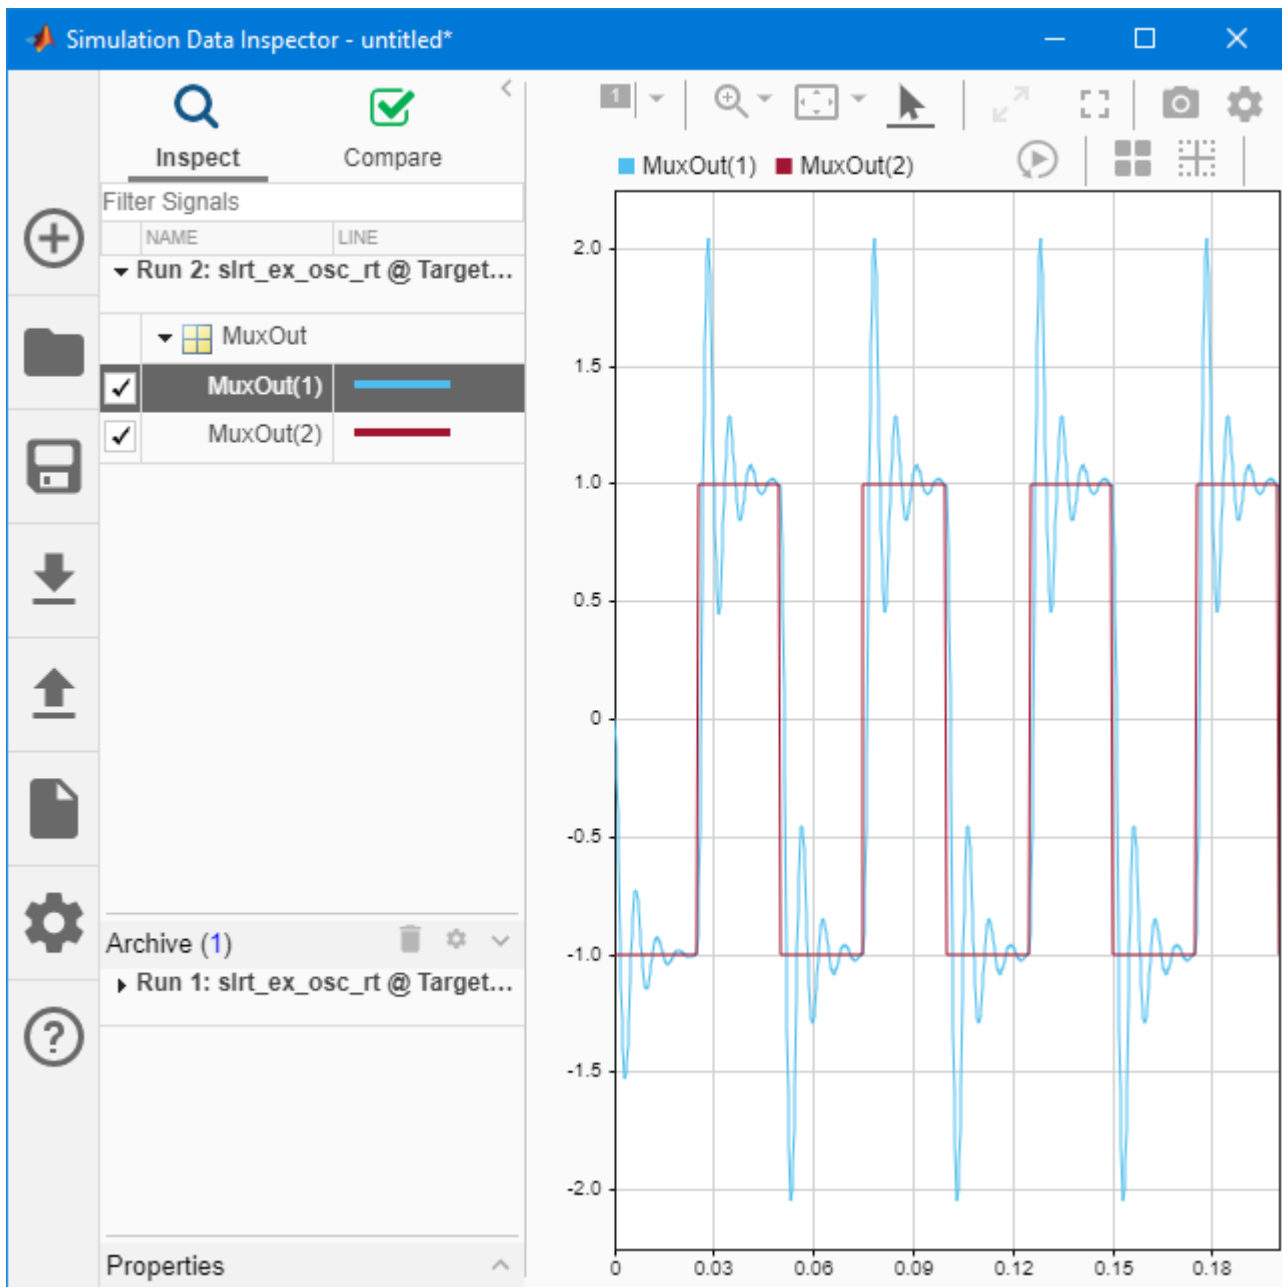 Simulation Data Inspector - untitled*
Inspect
Compare
Filter Signals
NAME LINE
Run 2: slrt_ex_osc_rt @ Target...
MuxOut
MuxOut(1)
MuxOut(2)
Archive (1)
Run 1: slrt_ex_osc_rt @ Target...
Properties
1
MuxOut(1) MuxOut(2)
2.0
1.5
1.0
0.5
0
-0.5
-1.0
-1.5
-2.0
0 0.03 0.06 0.09 0.12 0.15 0.18